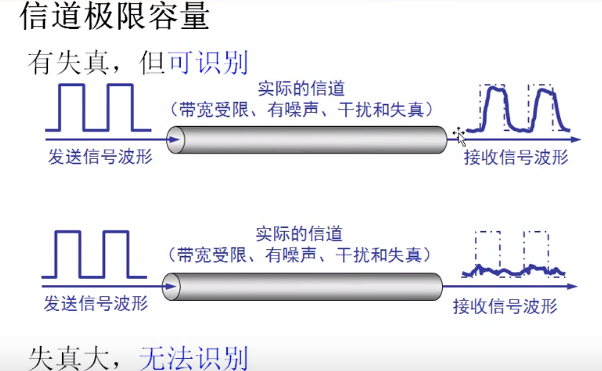 信道极限容量
有失真，但可识别
实际的信道
（带宽受限、有噪声、干扰和失真）
发送信号波形
接收信号波形
实际的信道
（带宽受限、有噪声、干扰和失真）
发送信号波形
接收信号波形
失真大，无法识别